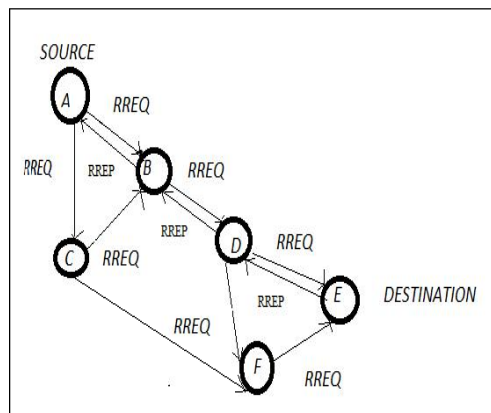 SOURCE
A
RREQ
RREQ
RREP
B
RREQ
RREP
C
RREQ
D
RREQ
RREP
E
DESTINATION
RREQ
F
RREQ